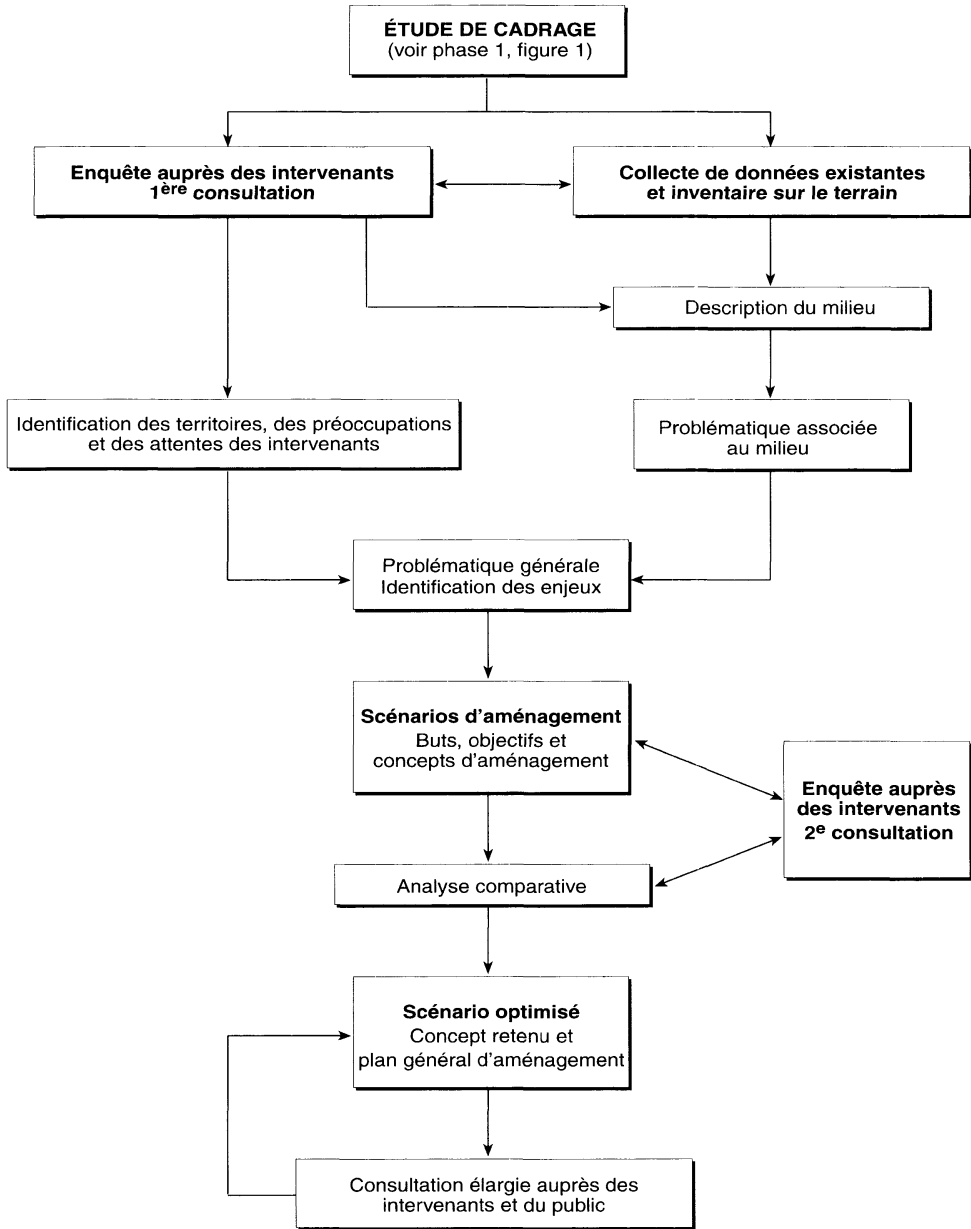 ÉTUDE DE CADRAGE
(voir phase 1, figure 1)
Enquête auprès des intervenants
1ère consultation
Collecte de données existantes
et inventaire sur le terrain
Description du milieu
Identification des territoires, des préoccupations
et des attentes des intervenants
Problématique associée
au milieu
Problématique générale
Identification des enjeux
Scénarios d'aménagement
Buts, objectifs et
concepts d'aménagement
Enquête auprès
des intervenants
2e consultation
Analyse comparative
Scénario optimisé
Concept retenu et
plan général d'aménagement
Consultation élargie auprès des
intervenants et du public